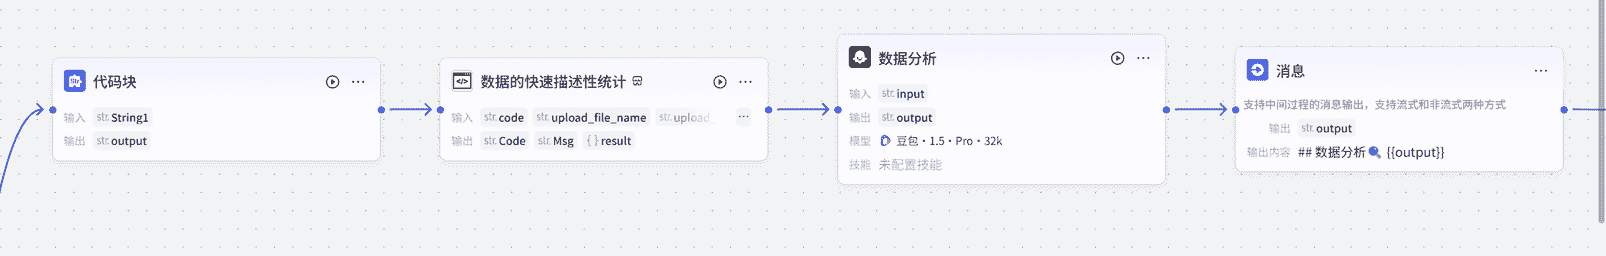 代码块
输入 str. String1
输出 str. output
数据的快速描述性统计
输入 str. code str. upload_file_name str. upload_ ...
输出 str. Code str. Msg { } result
数据分析
输入 str. input
输出 str. output
模型 豆包・1.5・Pro・32k
技能 未配置技能
消息
支持中间过程的消息输出，支持流式和非流式两种方式
输出 str. output
输出内容 ## 数据分析🔍 {{output}}